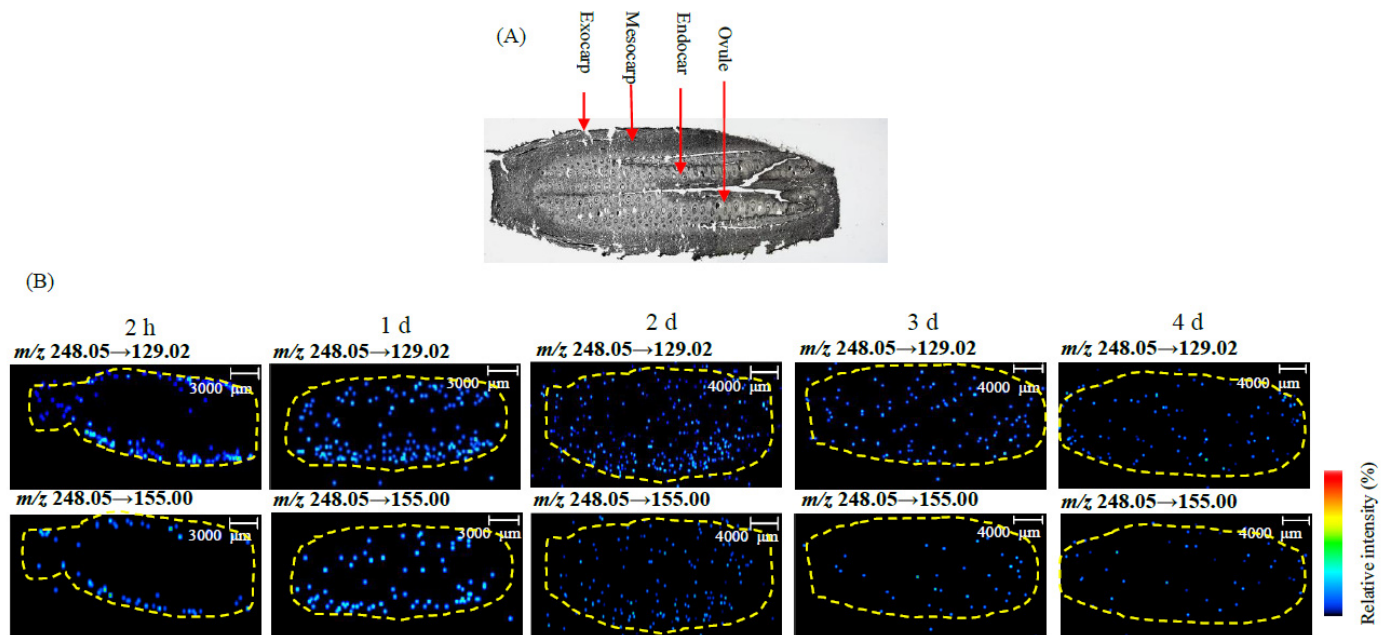 (A)
Exocarp
Mesocarp
Endocar
Ovule
(B)
2 h
1 d
2 d
3 d
4 d
m/z 248.05→129.02
m/z 248.05→129.02
m/z 248.05→129.02
m/z 248.05→129.02
m/z 248.05→129.02
3000 μm
3000 μm
4000 μm
4000 μm
4000 μm
m/z 248.05→155.00
m/z 248.05→155.00
m/z 248.05→155.00
m/z 248.05→155.00
m/z 248.05→155.00
3000 μm
3000 μm
4000 μm
4000 μm
4000 μm
Relative intensity (%)